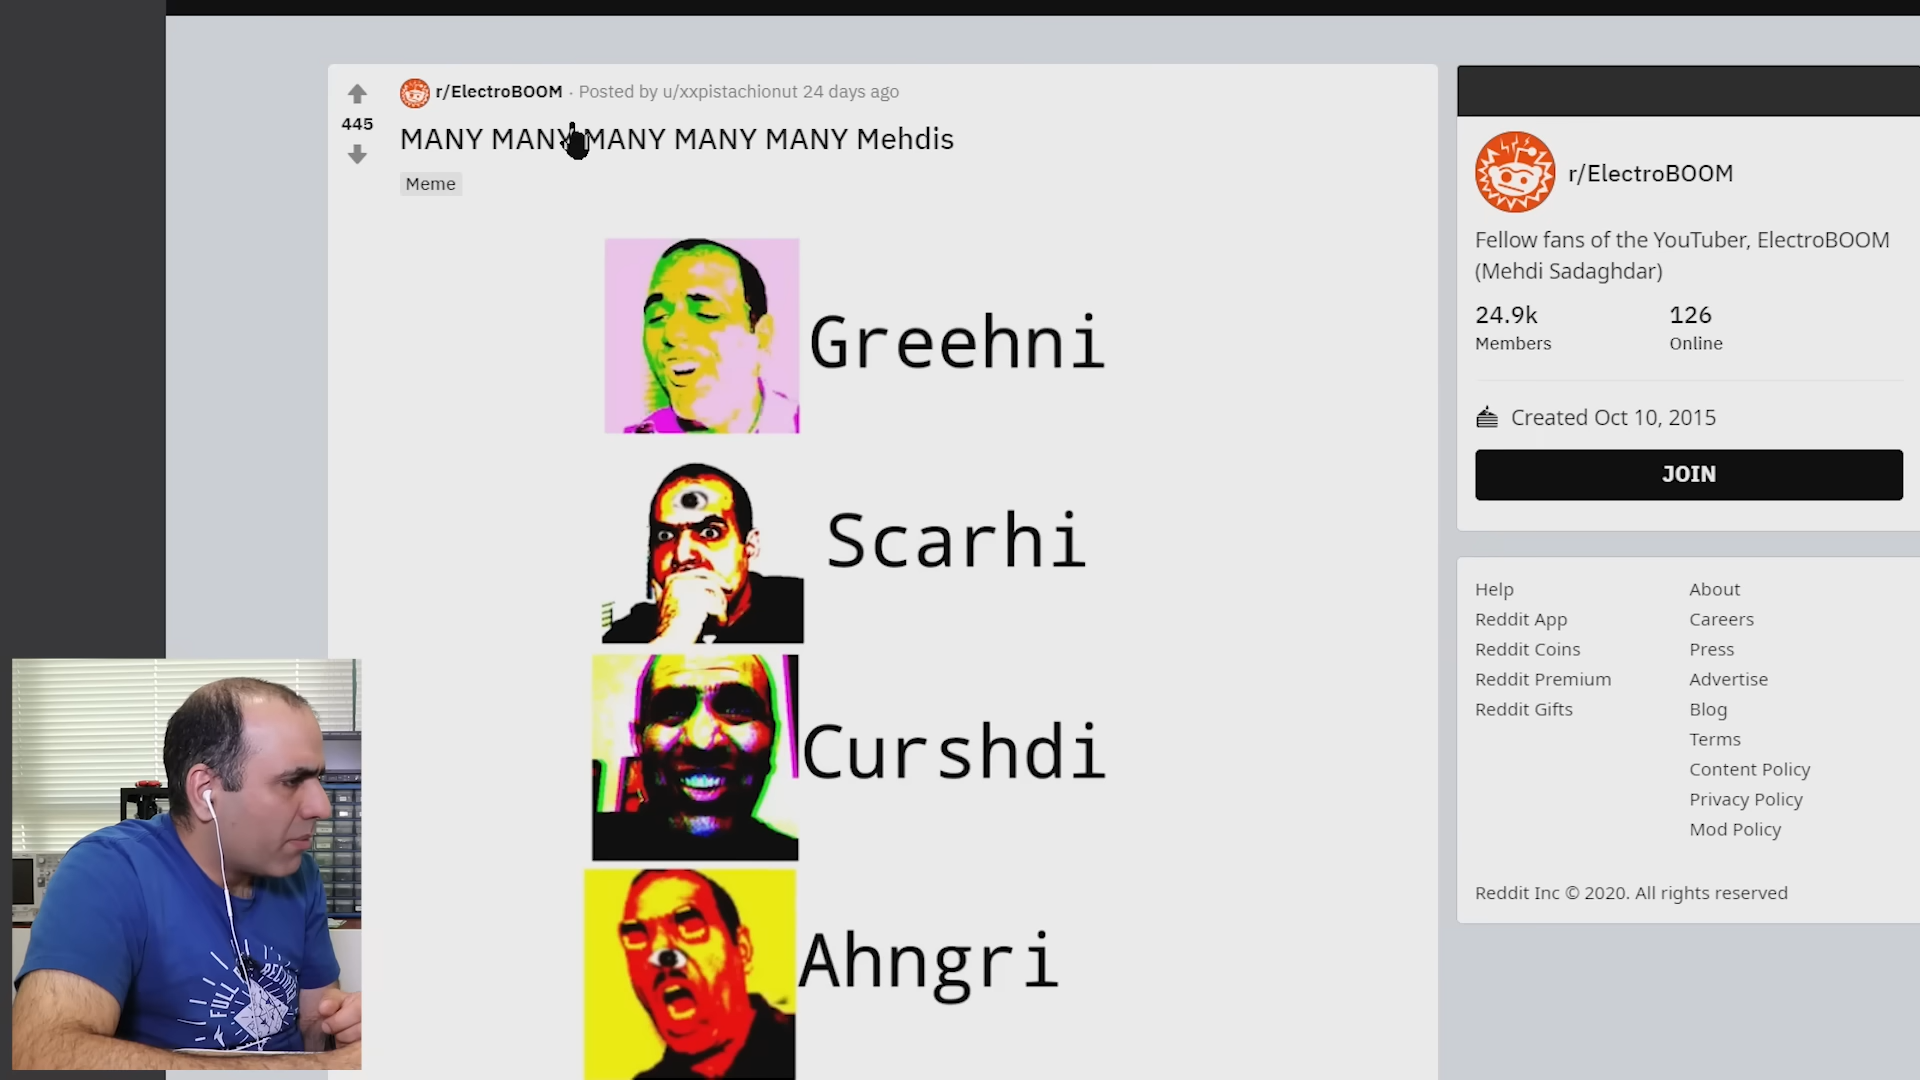 r/ElectroBOOM · Posted by u/xxpistachionut 24 days ago
445
MANY MANY MANY MANY MANY Mehdis
Meme
Greehni
Scarhi
Curshdi
Ahngri
r/ElectroBOOM
Fellow fans of the YouTuber, ElectroBOOM
(Mehdi Sadaghdar)
24.9k
Members
126
Online
Created Oct 10, 2015
JOIN
Help
Reddit App
Reddit Coins
Reddit Premium
Reddit Gifts
About
Careers
Press
Advertise
Blog
Terms
Content Policy
Privacy Policy
Mod Policy
Reddit Inc © 2020. All rights reserved
FULL